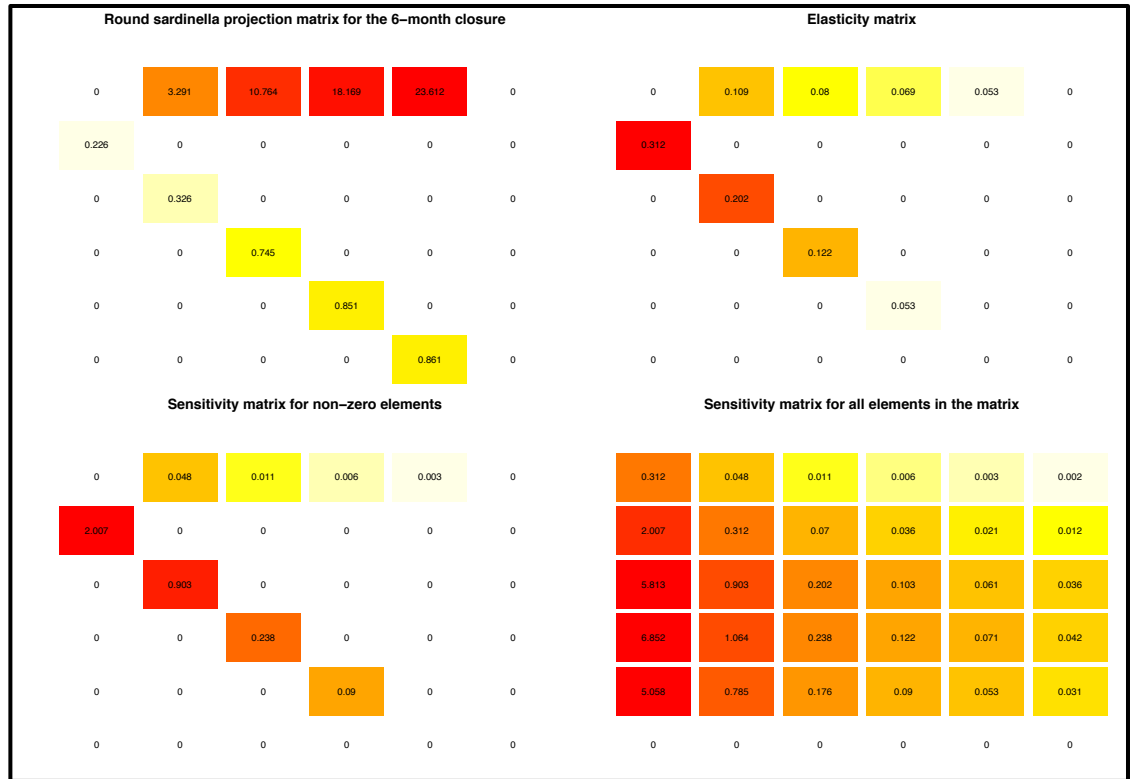 Round sardinella projection matrix for the 6−month closure
0 3.291 10.764 18.169 23.612 0
0.226 0 0 0 0 0
0 0.326 0 0 0 0
0 0 0.745 0 0 0
0 0 0 0.851 0 0
0 0 0 0 0.861 0
Elasticity matrix
0 0.109 0.08 0.069 0.053 0
0.312 0 0 0 0 0
0 0.202 0 0 0 0
0 0 0.122 0 0 0
0 0 0 0.053 0 0
0 0 0 0 0 0
Sensitivity matrix for non−zero elements
0 0.048 0.011 0.006 0.003 0
2.007 0 0 0 0 0
0 0.903 0 0 0 0
0 0 0.238 0 0 0
0 0 0 0.09 0 0
0 0 0 0 0 0
Sensitivity matrix for all elements in the matrix
0.312 0.048 0.011 0.006 0.003 0.002
2.007 0.312 0.07 0.036 0.021 0.012
5.813 0.903 0.202 0.103 0.061 0.036
6.852 1.064 0.238 0.122 0.071 0.042
5.056 0.785 0.176 0.09 0.053 0.031
0 0 0 0 0 0